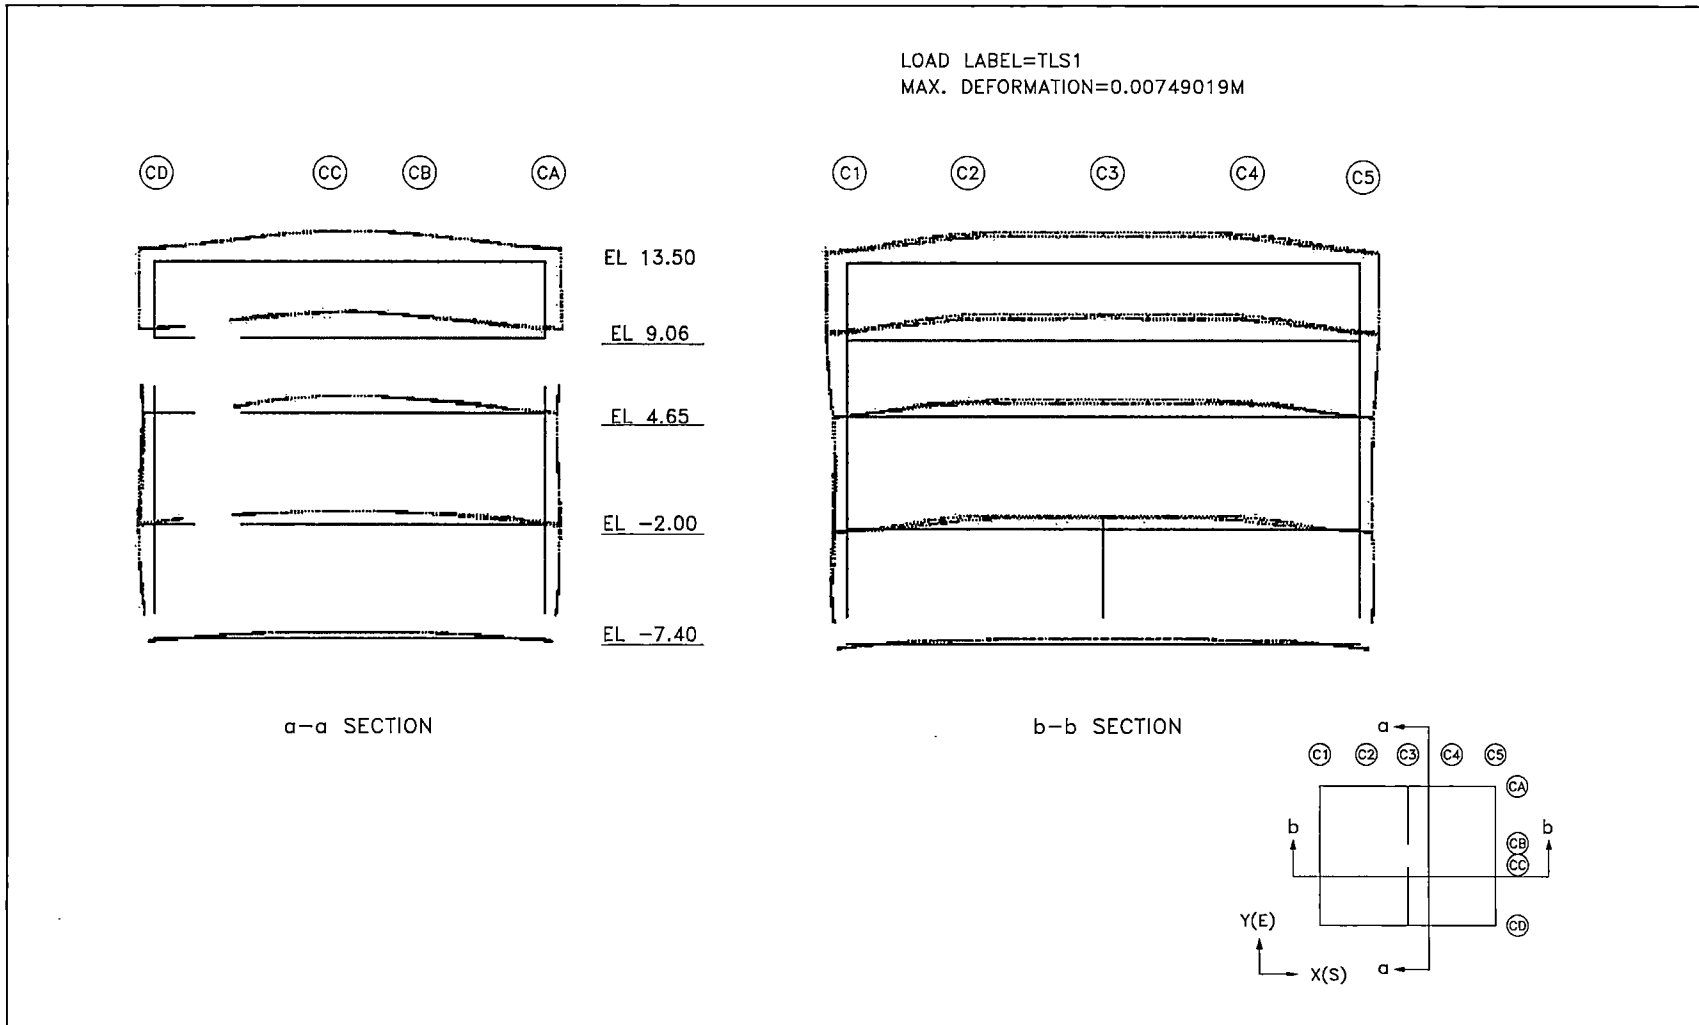 LOAD LABEL=TLS1
MAX. DEFORMATION=0.00749019M
CD CC CB CA
C1 C2 C3 C4 C5
EL 13.50
EL 9.06
EL 4.65
EL -2.00
EL -7.40
a-a SECTION
b-b SECTION
a
C1 C2 C3 C4 C5
CA
b b
CB
CC
CD
Y(E)
X(S)
a